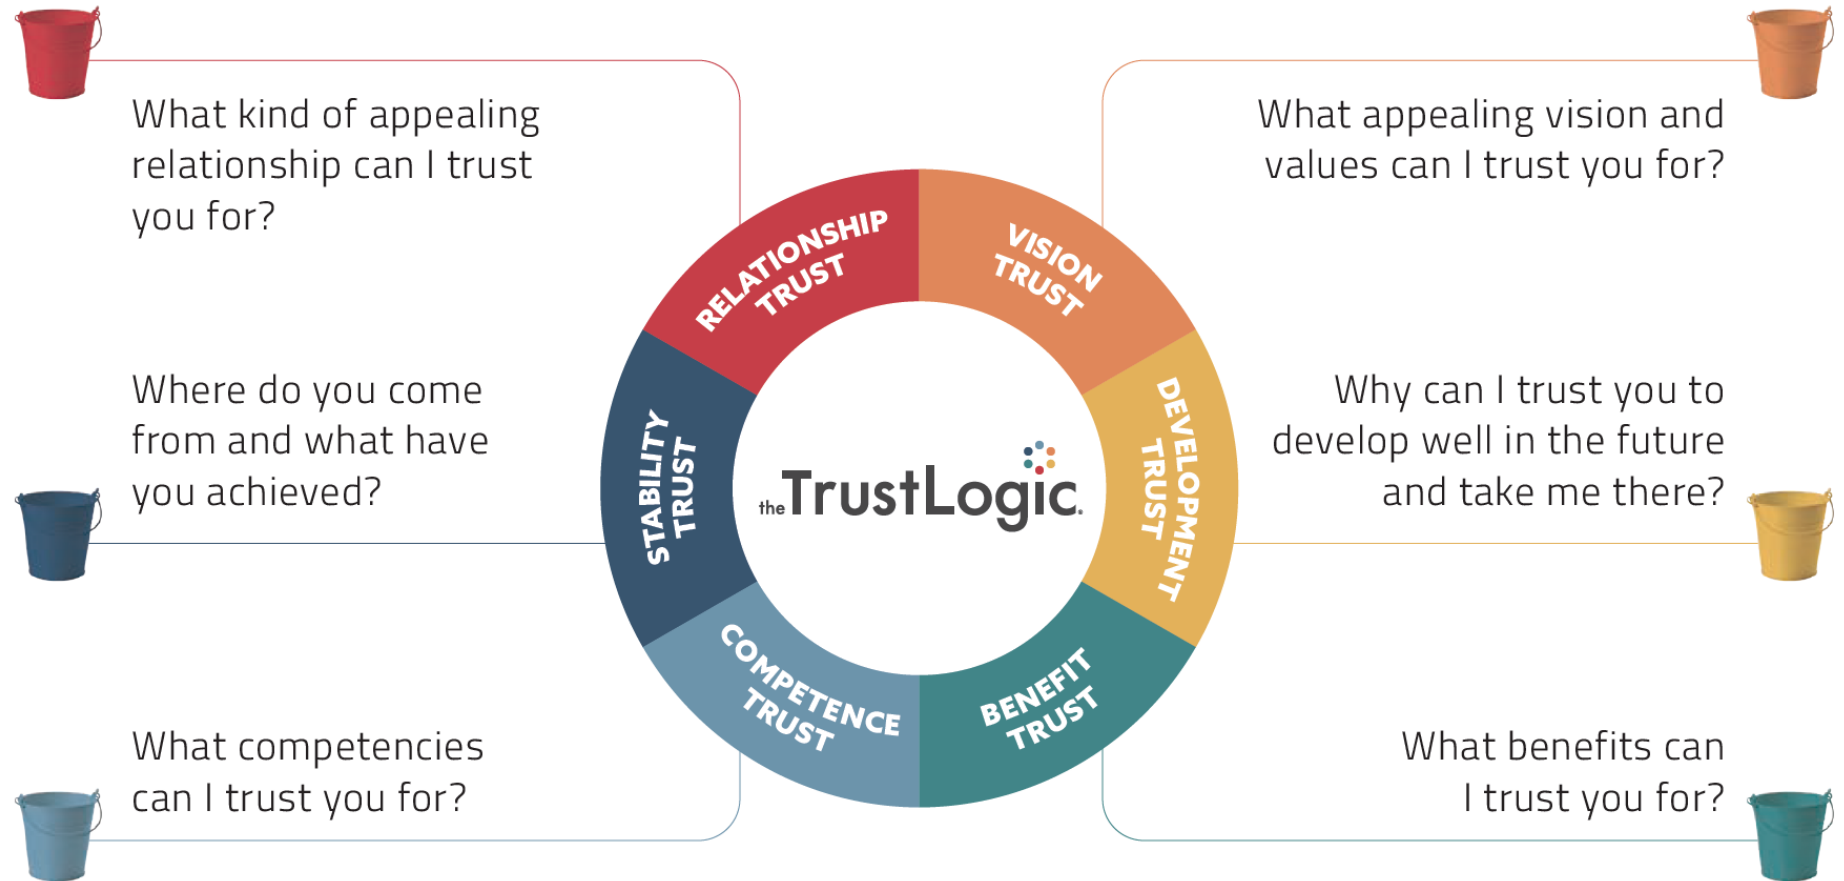 What kind of appealing
relationship can I trust
you for?
What appealing vision and
values can I trust you for?
RELATIONSHIP
TRUST
VISION
TRUST
Where do you come
from and what have
you achieved?
STABILITY
TRUST
theTrustLogic.
DEVELOPMENT
TRUST
Why can I trust you to
develop well in the future
and take me there?
COMPETENCE
TRUST
BENEFIT
TRUST
What competencies
can I trust you for?
What benefits can
I trust you for?